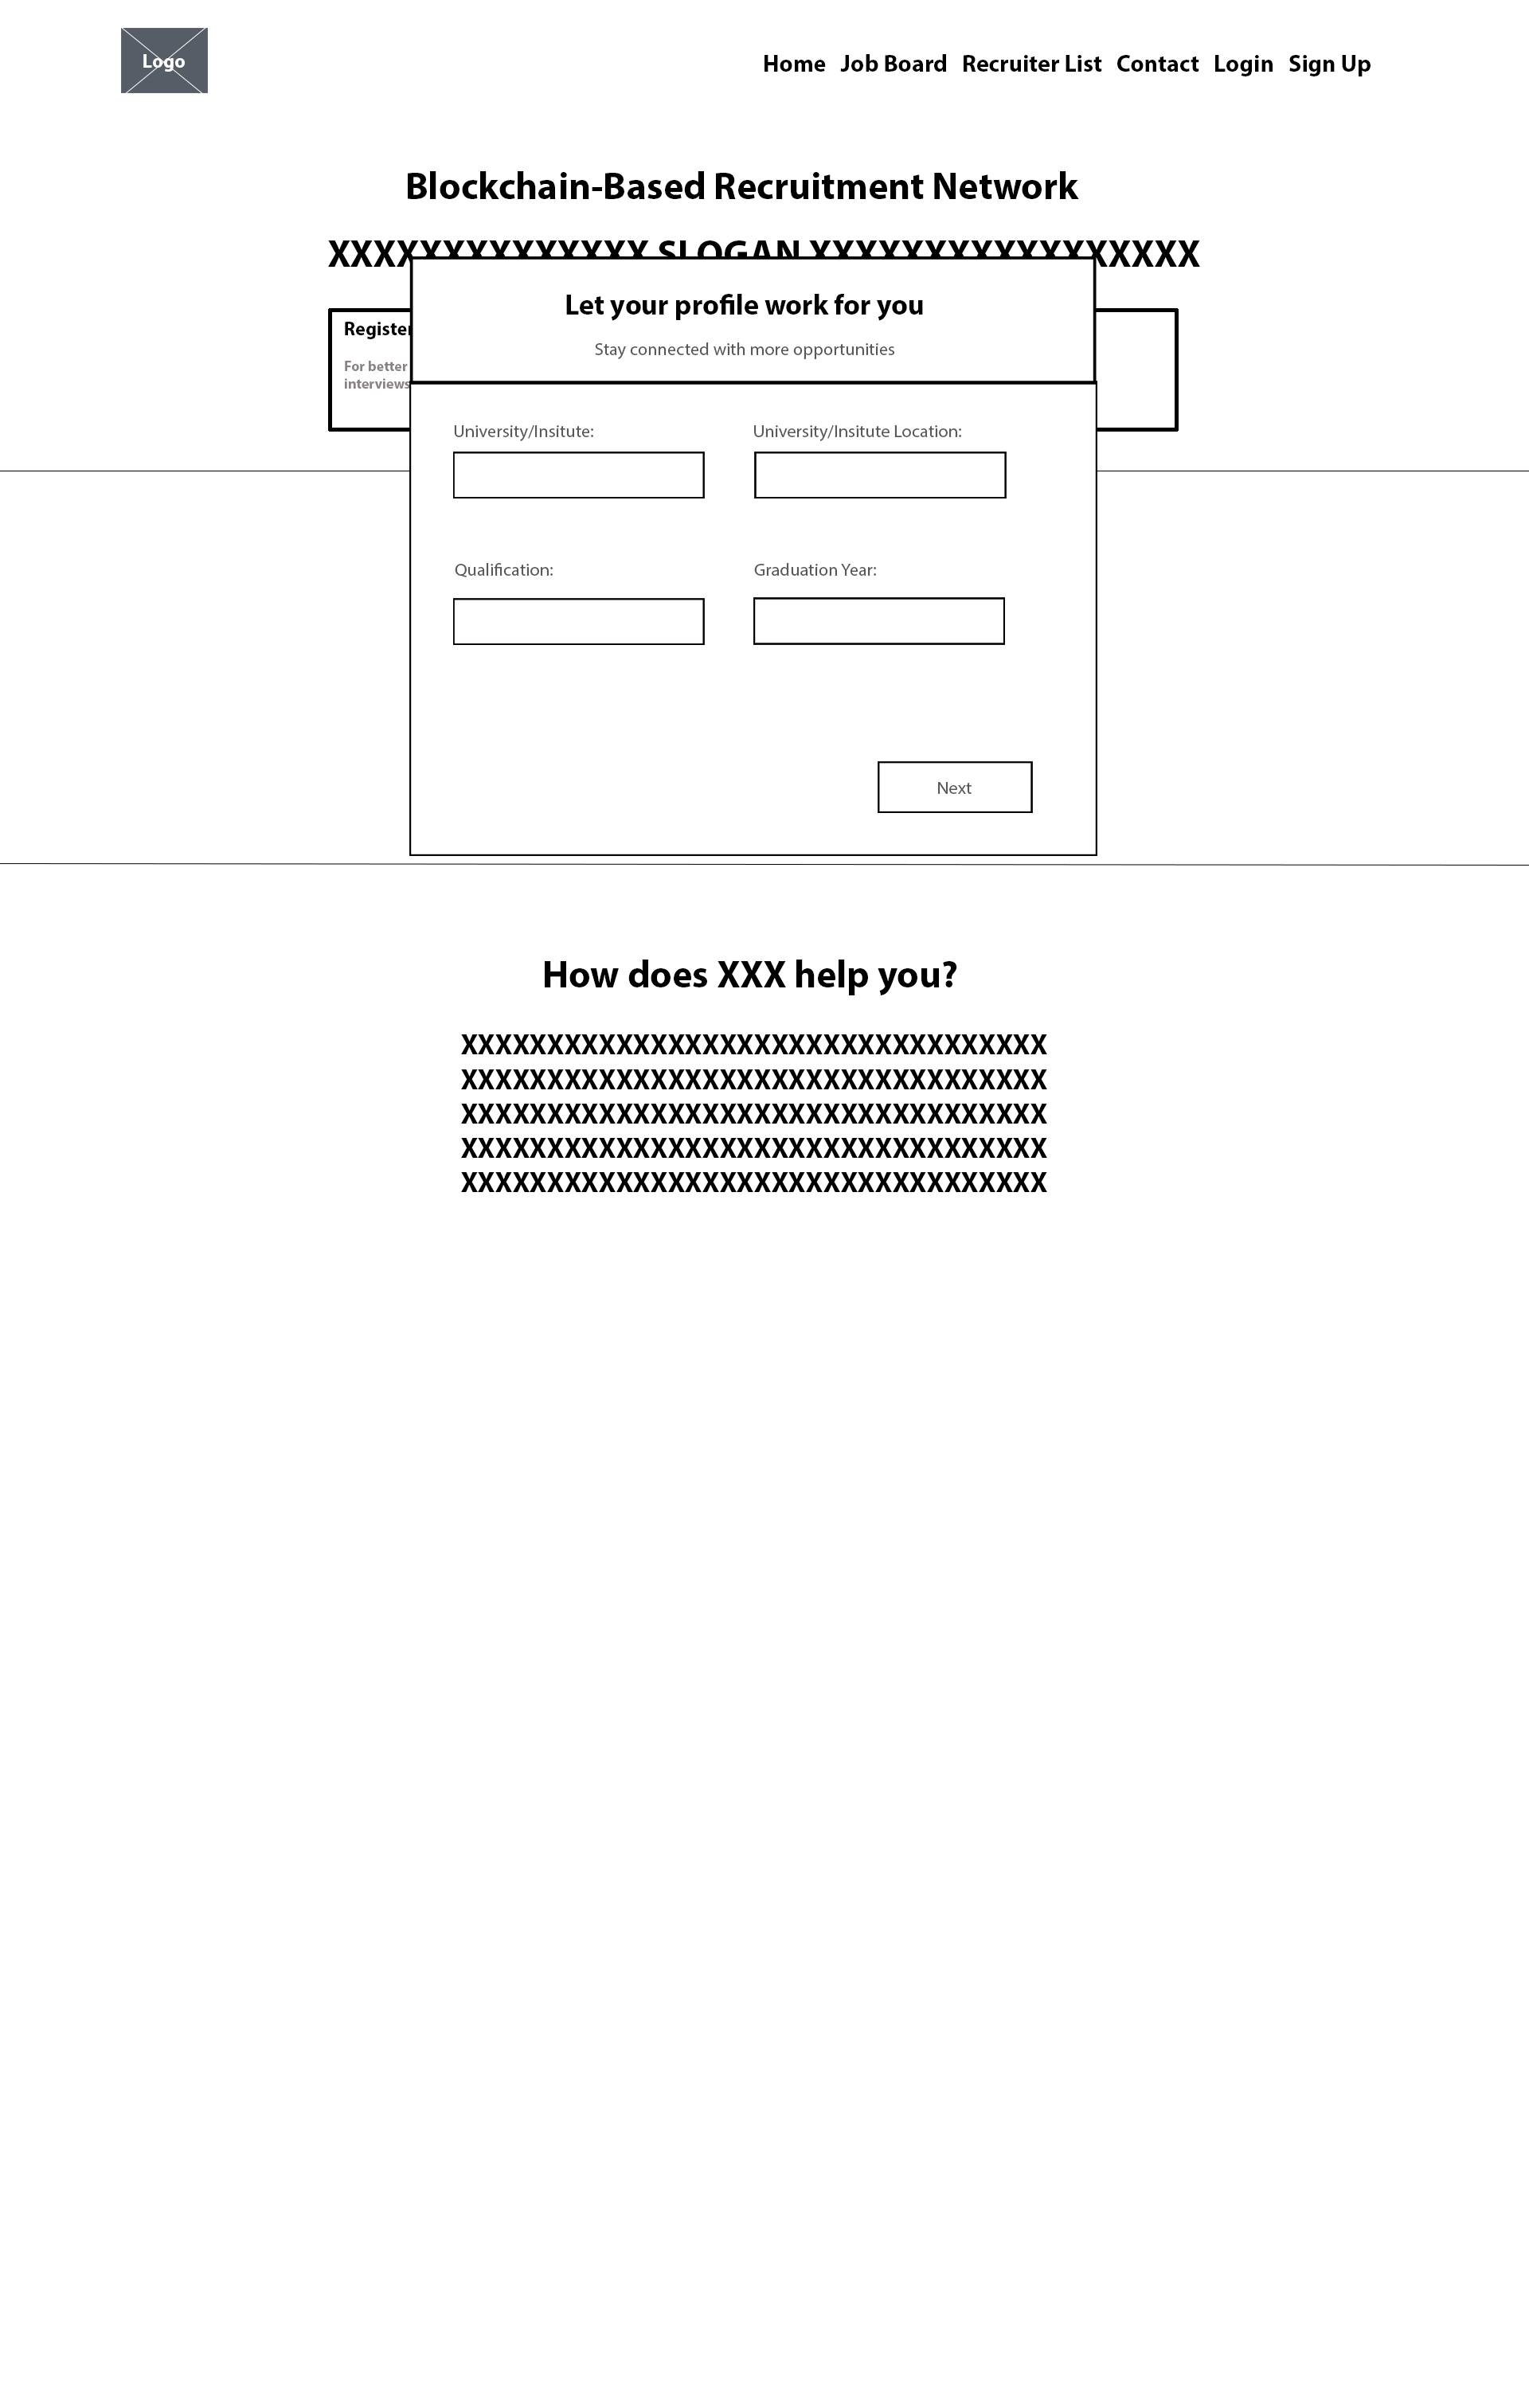 Logo
Home Job Board Recruiter List Contact Login Sign Up
Blockchain-Based Recruitment Network
XXXXXXXXXXXXXX SLOGAN XXXXXXXXXXXXXXXXX
Let your profile work for you
Stay connected with more opportunities
Register
For better
interviews
University/Insitute: University/Insitute Location:
Qualification: Graduation Year:
Next
How does XXX help you?
XXXXXXXXXXXXXXXXXXXXXXXXXXXXXXXXXX
XXXXXXXXXXXXXXXXXXXXXXXXXXXXXXXXXX
XXXXXXXXXXXXXXXXXXXXXXXXXXXXXXXXXX
XXXXXXXXXXXXXXXXXXXXXXXXXXXXXXXXXX
XXXXXXXXXXXXXXXXXXXXXXXXXXXXXXXXXX